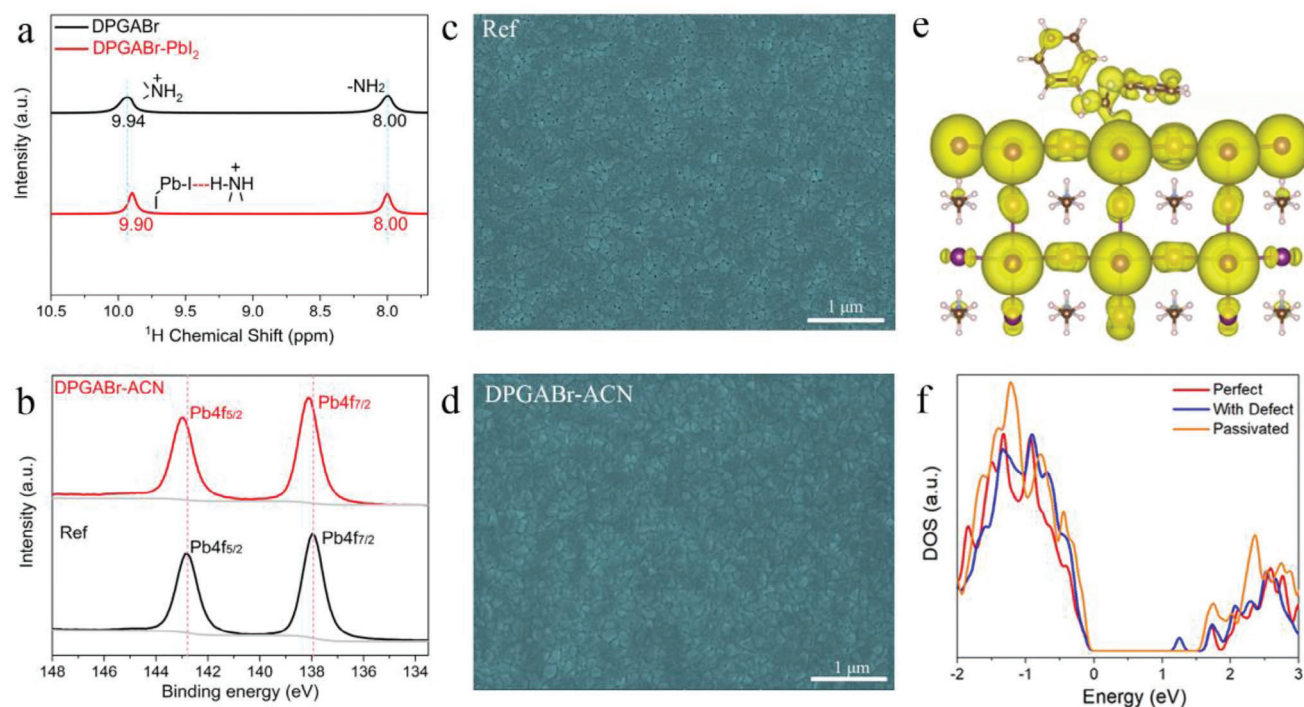 a
DPGABr
DPGABr-PbI₂
+
NH₂
-NH₂
9.94
8.00
+
Pb-I---H-NH
9.90
8.00
Intensity (a.u.)
10.5 10.0 9.5 9.0 8.5 8.0
¹H Chemical Shift (ppm)
b
DPGABr-ACN
Pb4f₅/₂
Pb4f₇/₂
Ref
Pb4f₅/₂
Pb4f₇/₂
Intensity (a.u.)
148 146 144 142 140 138 136 134
Binding energy (eV)
c
Ref
1 μm
d
DPGABr-ACN
1 μm
e
f
Perfect
With Defect
Passivated
DOS (a.u.)
-2 -1 0 1 2 3
Energy (eV)